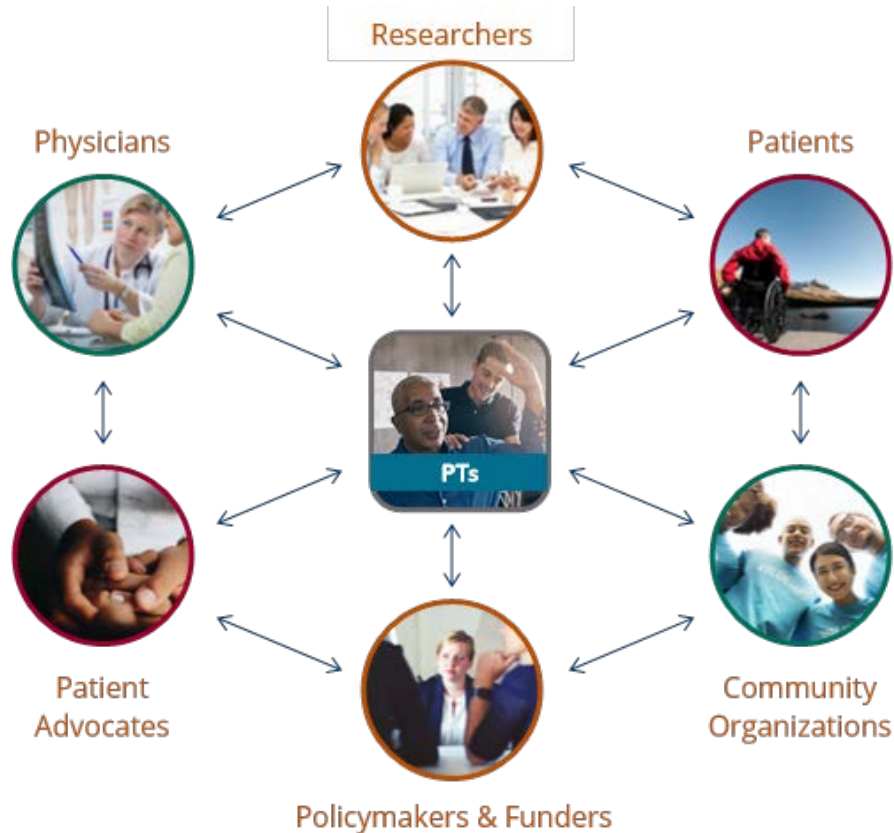 Researchers
Physicians
Patients
PTs
Patient
Advocates
Community
Organizations
Policymakers & Funders